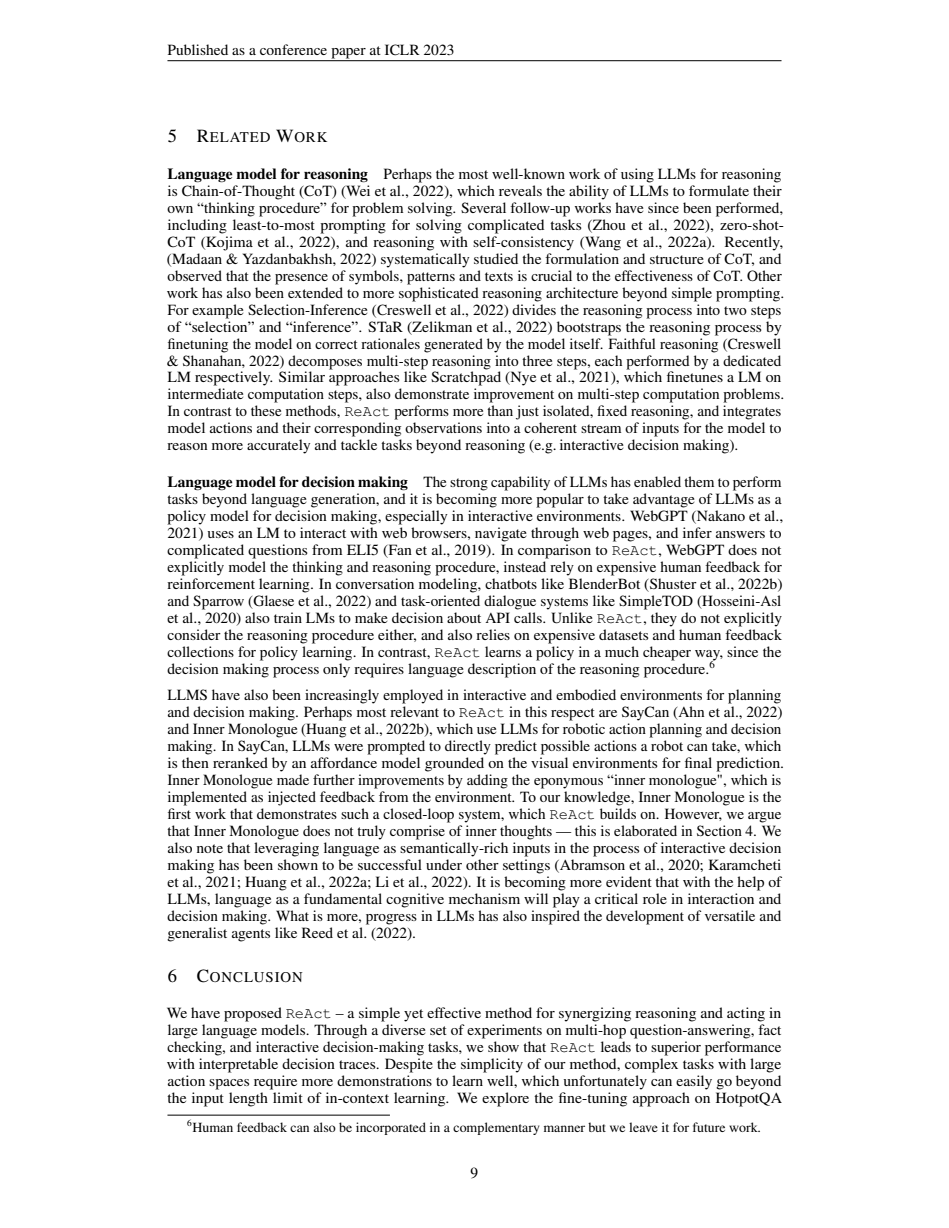 Published as a conference paper at ICLR 2023
5 RELATED WORK
Language model for reasoning Perhaps the most well-known work of using LLMs for reasoning
is Chain-of-Thought (CoT) (Wei et al., 2022), which reveals the ability of LLMs to formulate their
own “thinking procedure” for problem solving. Several follow-up works have since been performed,
including least-to-most prompting for solving complicated tasks (Zhou et al., 2022), zero-shot-
CoT (Kojima et al., 2022), and reasoning with self-consistency (Wang et al., 2022a). Recently,
(Madaan & Yazdanbakhsh, 2022) systematically studied the formulation and structure of CoT, and
observed that the presence of symbols, patterns and texts is crucial to the effectiveness of CoT. Other
work has also been extended to more sophisticated reasoning architecture beyond simple prompting.
For example Selection-Inference (Creswell et al., 2022) divides the reasoning process into two steps
of “selection” and “inference”. STaR (Zelikman et al., 2022) bootstraps the reasoning process by
finetuning the model on correct rationales generated by the model itself. Faithful reasoning (Creswell
& Shanahan, 2022) decomposes multi-step reasoning into three steps, each performed by a dedicated
LM respectively. Similar approaches like Scratchpad (Nye et al., 2021), which finetunes a LM on
intermediate computation steps, also demonstrate improvement on multi-step computation problems.
In contrast to these methods, ReAct performs more than just isolated, fixed reasoning, and integrates
model actions and their corresponding observations into a coherent stream of inputs for the model to
reason more accurately and tackle tasks beyond reasoning (e.g. interactive decision making).
Language model for decision making The strong capability of LLMs has enabled them to perform
tasks beyond language generation, and it is becoming more popular to take advantage of LLMs as a
policy model for decision making, especially in interactive environments. WebGPT (Nakano et al.,
2021) uses an LM to interact with web browsers, navigate through web pages, and infer answers to
complicated questions from ELI5 (Fan et al., 2019). In comparison to ReAct, WebGPT does not
explicitly model the thinking and reasoning procedure, instead rely on expensive human feedback for
reinforcement learning. In conversation modeling, chatbots like BlenderBot (Shuster et al., 2022b)
and Sparrow (Glaese et al., 2022) and task-oriented dialogue systems like SimpleTOD (Hosseini-Asl
et al., 2020) also train LMs to make decision about API calls. Unlike ReAct, they do not explicitly
consider the reasoning procedure either, and also relies on expensive datasets and human feedback
collections for policy learning. In contrast, ReAct learns a policy in a much cheaper way, since the
decision making process only requires language description of the reasoning procedure.6
LLMS have also been increasingly employed in interactive and embodied environments for planning
and decision making. Perhaps most relevant to ReAct in this respect are SayCan (Ahn et al., 2022)
and Inner Monologue (Huang et al., 2022b), which use LLMs for robotic action planning and decision
making. In SayCan, LLMs were prompted to directly predict possible actions a robot can take, which
is then reranked by an affordance model grounded on the visual environments for final prediction.
Inner Monologue made further improvements by adding the eponymous “inner monologue", which is
implemented as injected feedback from the environment. To our knowledge, Inner Monologue is the
first work that demonstrates such a closed-loop system, which ReAct builds on. However, we argue
that Inner Monologue does not truly comprise of inner thoughts — this is elaborated in Section 4. We
also note that leveraging language as semantically-rich inputs in the process of interactive decision
making has been shown to be successful under other settings (Abramson et al., 2020; Karamcheti
et al., 2021; Huang et al., 2022a; Li et al., 2022). It is becoming more evident that with the help of
LLMs, language as a fundamental cognitive mechanism will play a critical role in interaction and
decision making. What is more, progress in LLMs has also inspired the development of versatile and
generalist agents like Reed et al. (2022).
6 CONCLUSION
We have proposed ReAct – a simple yet effective method for synergizing reasoning and acting in
large language models. Through a diverse set of experiments on multi-hop question-answering, fact
checking, and interactive decision-making tasks, we show that ReAct leads to superior performance
with interpretable decision traces. Despite the simplicity of our method, complex tasks with large
action spaces require more demonstrations to learn well, which unfortunately can easily go beyond
the input length limit of in-context learning. We explore the fine-tuning approach on HotpotQA
6Human feedback can also be incorporated in a complementary manner but we leave it for future work.
9